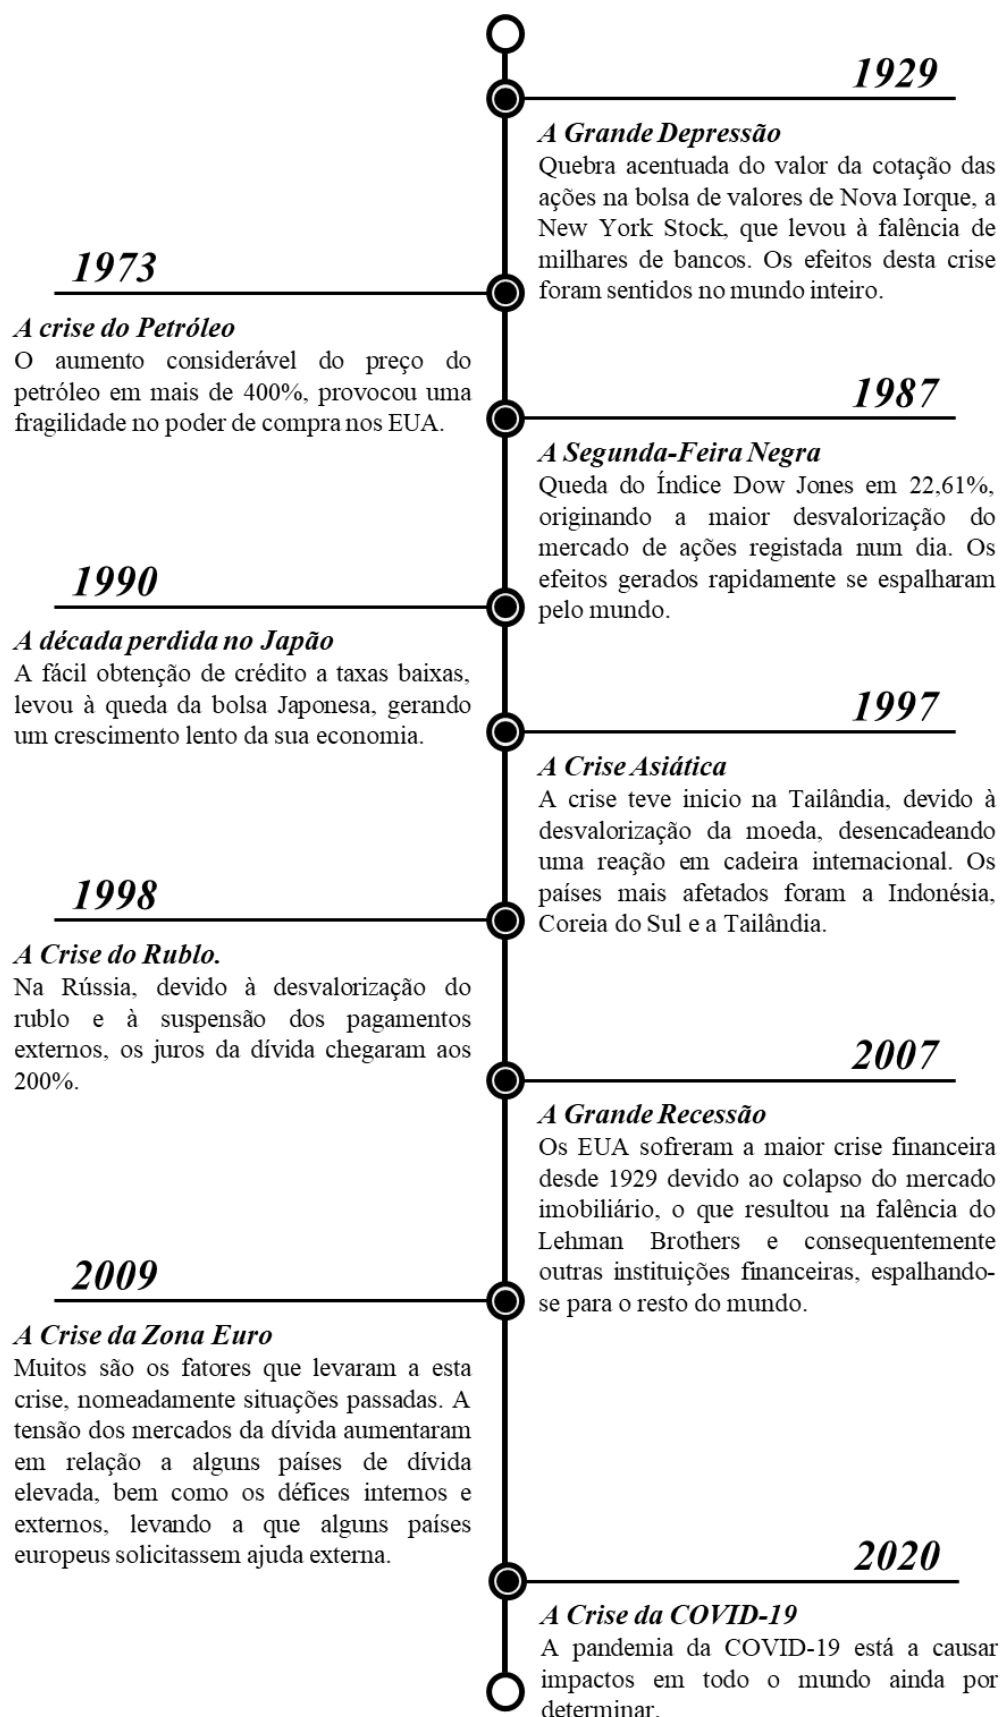 1929
A Grande Depressão
Quebra acentuada do valor da cotação das
ações na bolsa de valores de Nova Iorque, a
New York Stock, que levou à falência de
milhares de bancos. Os efeitos desta crise
foram sentidos no mundo inteiro.
1973
A crise do Petróleo
O aumento considerável do preço do
petróleo em mais de 400%, provocou uma
fragilidade no poder de compra nos EUA.
1987
A Segunda-Feira Negra
Queda do Índice Dow Jones em 22,61%,
originando a maior desvalorização do
mercado de ações registada num dia. Os
efeitos gerados rapidamente se espalharam
pelo mundo.
1990
A década perdida no Japão
A fácil obtenção de crédito a taxas baixas,
levou à queda da bolsa Japonesa, gerando
um crescimento lento da sua economia.
1997
A Crise Asiática
A crise teve inicio na Tailândia, devido à
desvalorização da moeda, desencadeando
uma reação em cadeira internacional. Os
países mais afetados foram a Indonésia,
Coreia do Sul e a Tailândia.
1998
A Crise do Rublo.
Na Rússia, devido à desvalorização do
rublo e à suspensão dos pagamentos
externos, os juros da dívida chegaram aos
200%.
2007
A Grande Recessão
Os EUA sofreram a maior crise financeira
desde 1929 devido ao colapso do mercado
imobiliário, o que resultou na falência do
Lehman Brothers e consequentemente
outras instituições financeiras, espalhando-
se para o resto do mundo.
2009
A Crise da Zona Euro
Muitos são os fatores que levaram a esta
crise, nomeadamente situações passadas. A
tensão dos mercados da dívida aumentaram
em relação a alguns países de dívida
elevada, bem como os défices internos e
externos, levando a que alguns países
europeus solicitassem ajuda externa.
2020
A Crise da COVID-19
A pandemia da COVID-19 está a causar
impactos em todo o mundo ainda por
determinar.